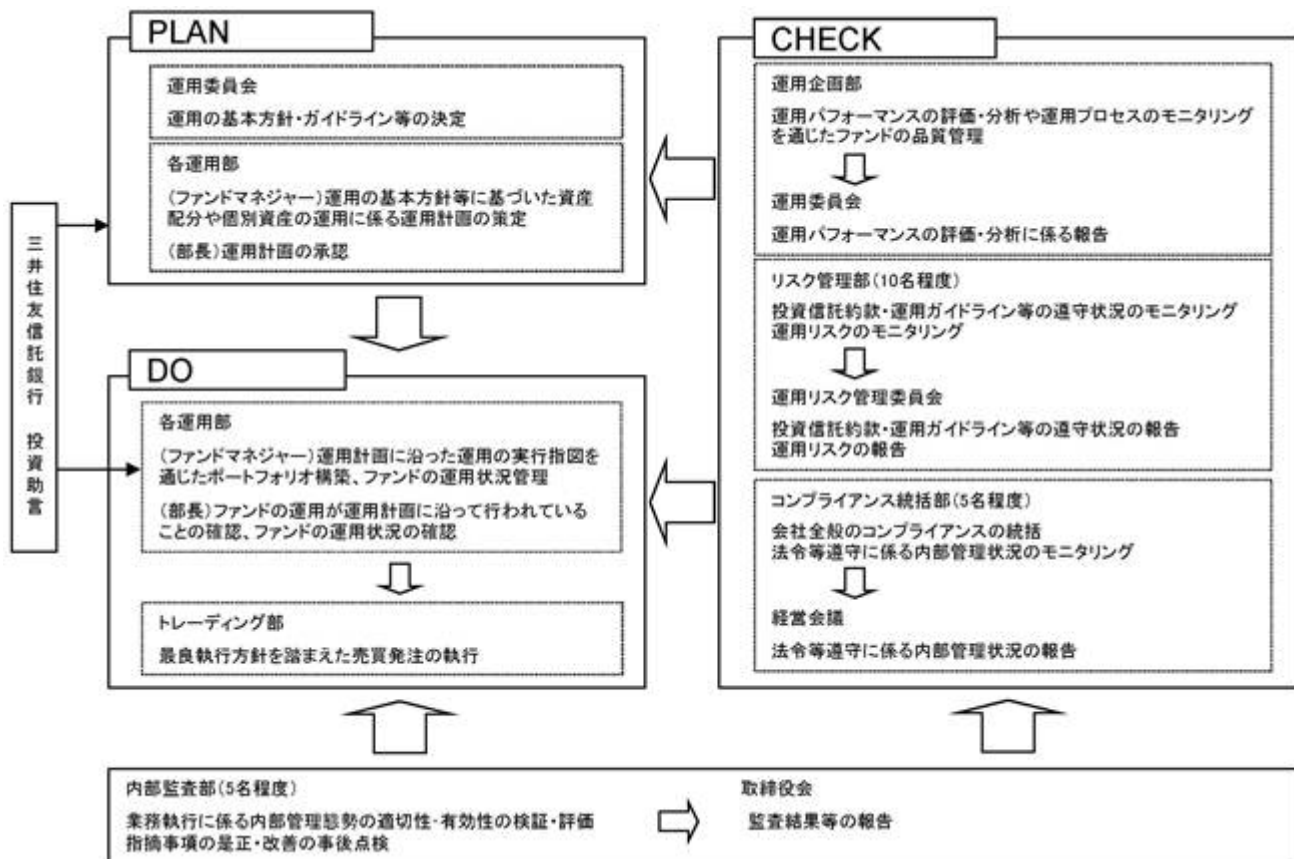 PLAN
運用委員会
運用の基本方針・ガイドライン等の決定
各運用部
(ファンドマネジャー)運用の基本方針等に基づいた資産
配分や個別資産の運用に係る運用計画の策定
(部長)運用計画の承認
三井住友信託銀行　投資助言
DO
各運用部
(ファンドマネジャー)運用計画に沿った運用の実行指図を
通じたポートフォリオ構築、ファンドの運用状況管理
(部長)ファンドの運用が運用計画に沿って行われている
ことの確認、ファンドの運用状況の確認
トレーディング部
最良執行方針を踏まえた売買発注の執行
CHECK
運用企画部
運用パフォーマンスの評価・分析や運用プロセスのモニタリング
を通じたファンドの品質管理
運用委員会
運用パフォーマンスの評価・分析に係る報告
リスク管理部(10名程度)
投資信託約款・運用ガイドライン等の遵守状況のモニタリング
運用リスクのモニタリング
運用リスク管理委員会
投資信託約款・運用ガイドライン等の遵守状況の報告
運用リスクの報告
コンプライアンス統括部(5名程度)
会社全般のコンプライアンスの統括
法令等遵守に係る内部管理状況のモニタリング
経営会議
法令等遵守に係る内部管理状況の報告
内部監査部(5名程度)
業務執行に係る内部管理態勢の適切性・有効性の検証・評価
指摘事項の是正・改善の事後点検
取締役会
監査結果等の報告